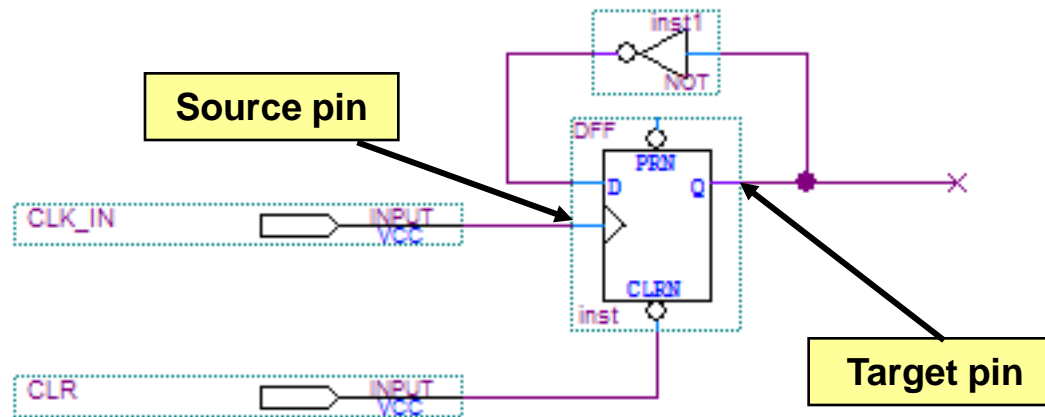 inst1
NOT
Source pin
DFF
PRN
D
Q
CLK_IN
INPUT
VCC
CLRN
inst
CLR
INPUT
VCC
Target pin